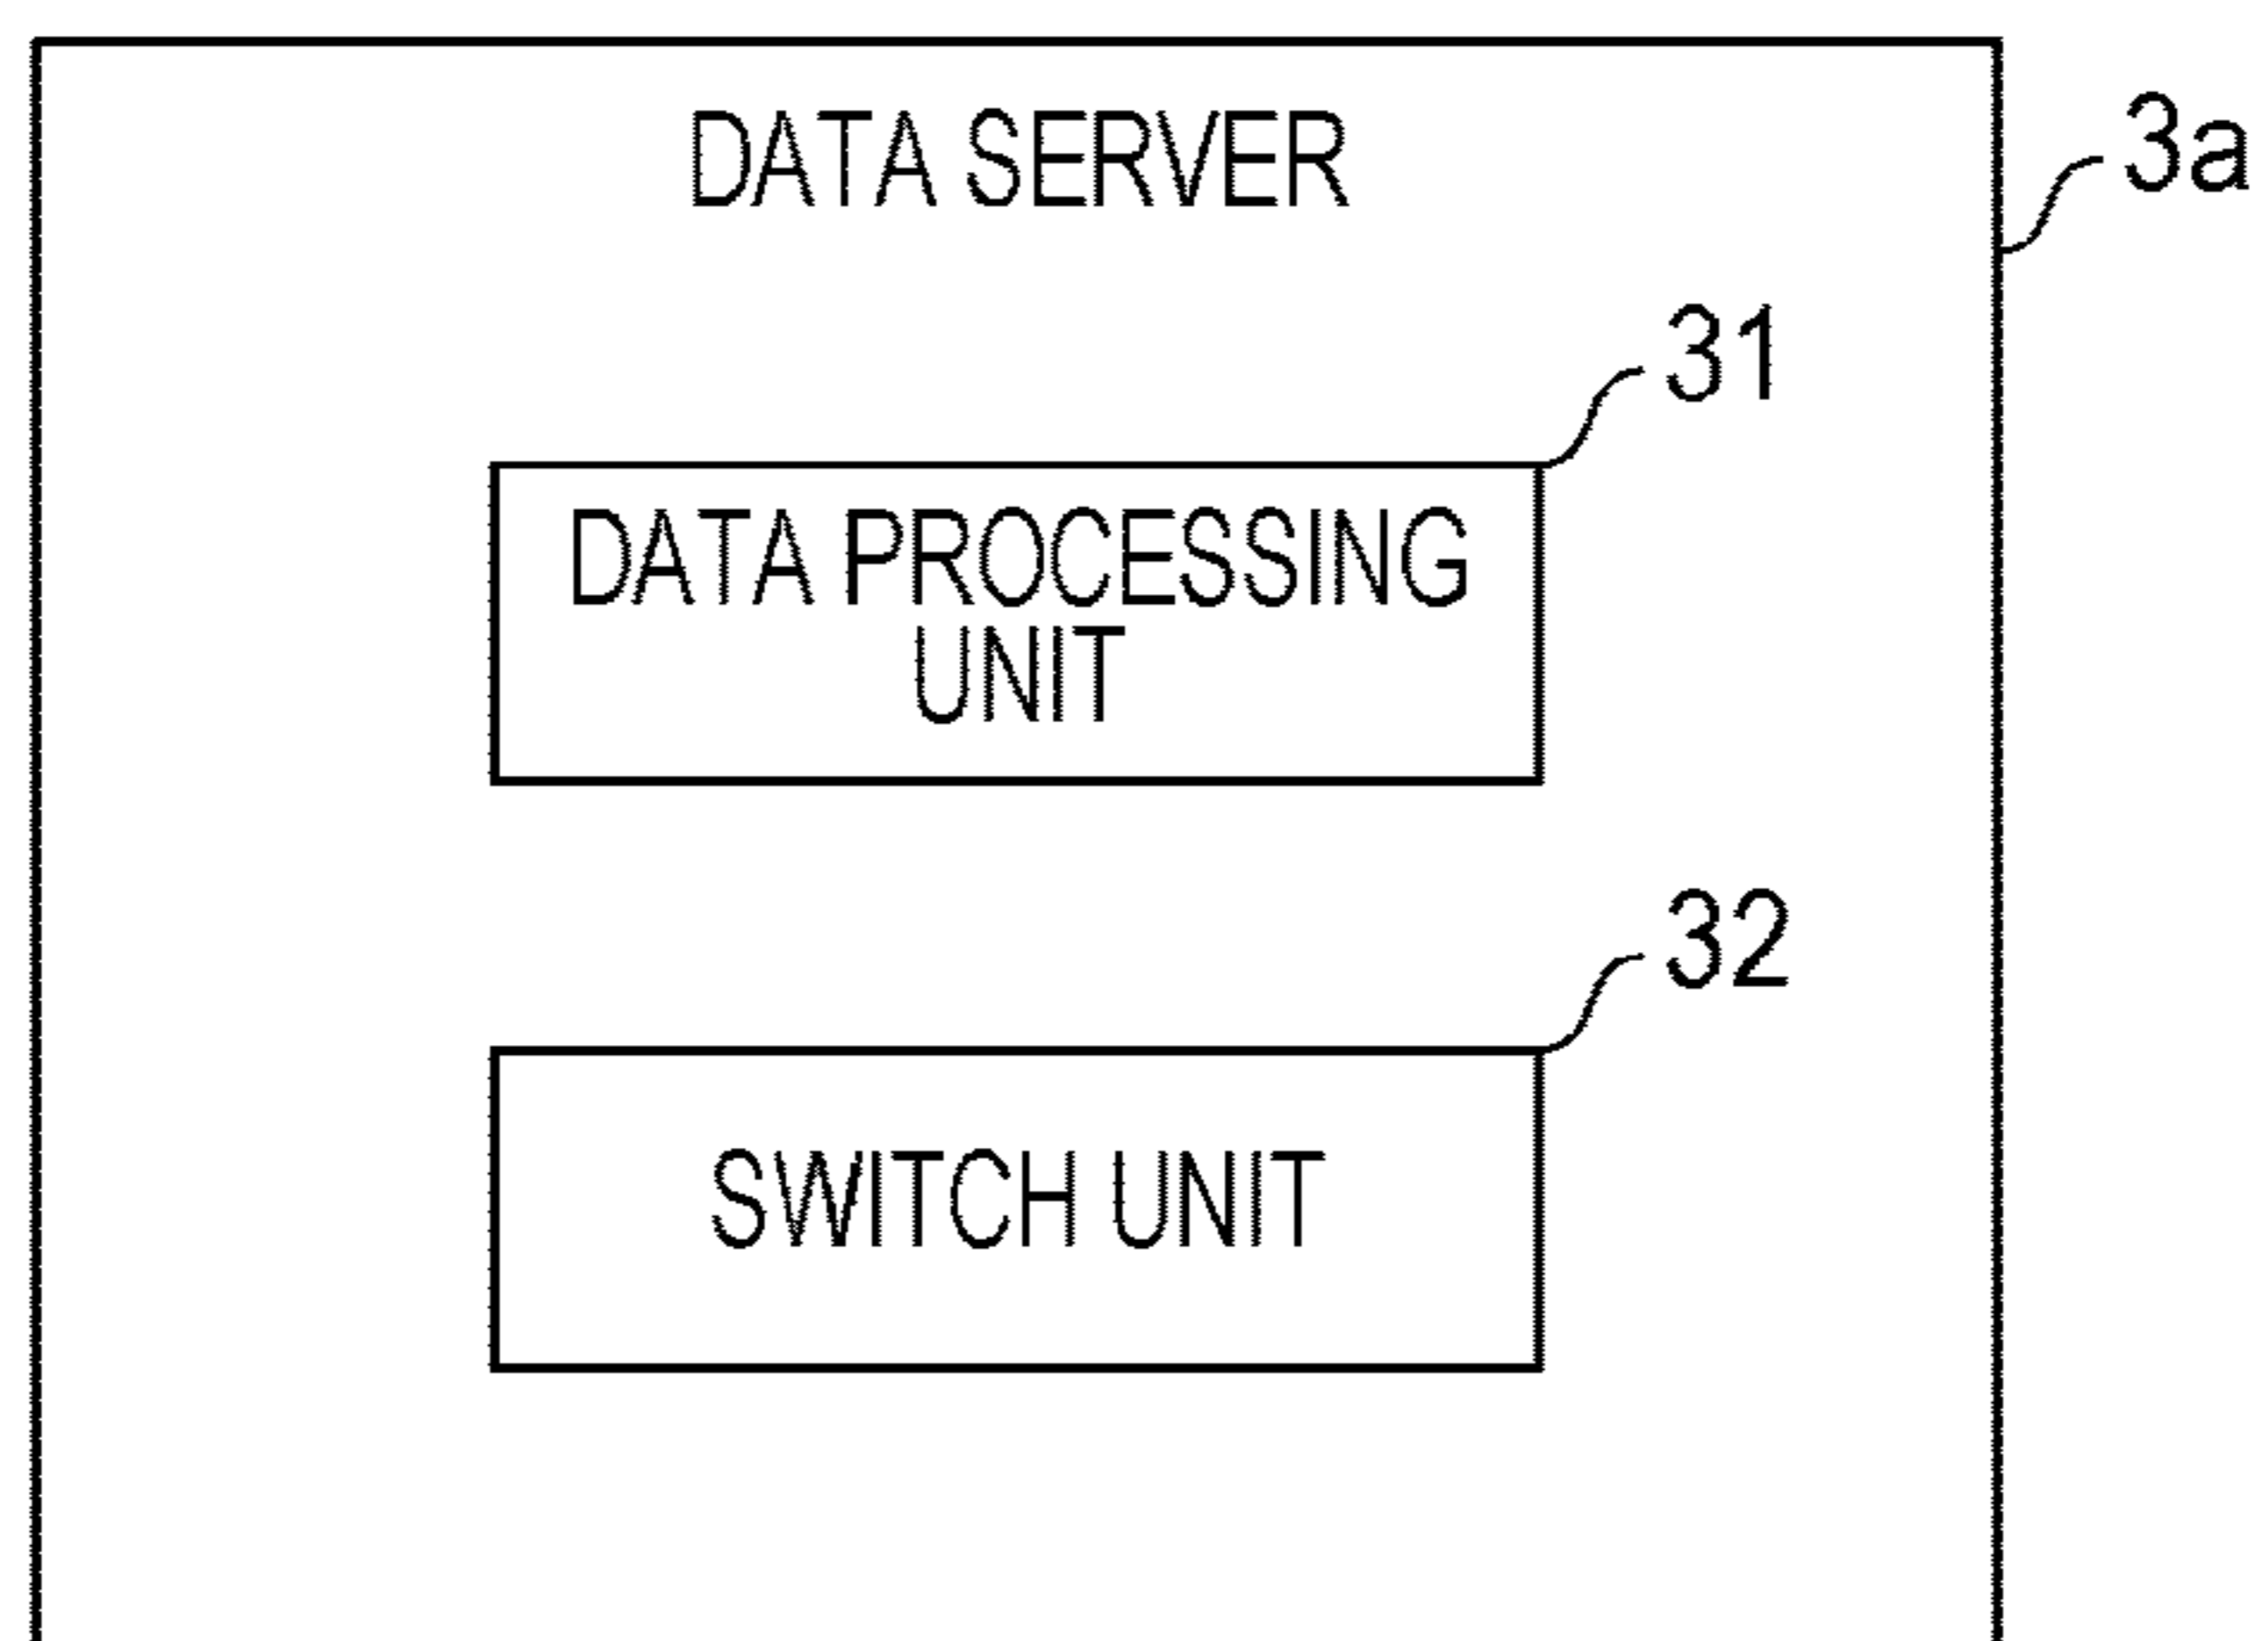 DATA SERVER
3a
31
DATA PROCESSING
UNIT
32
SWITCH UNIT